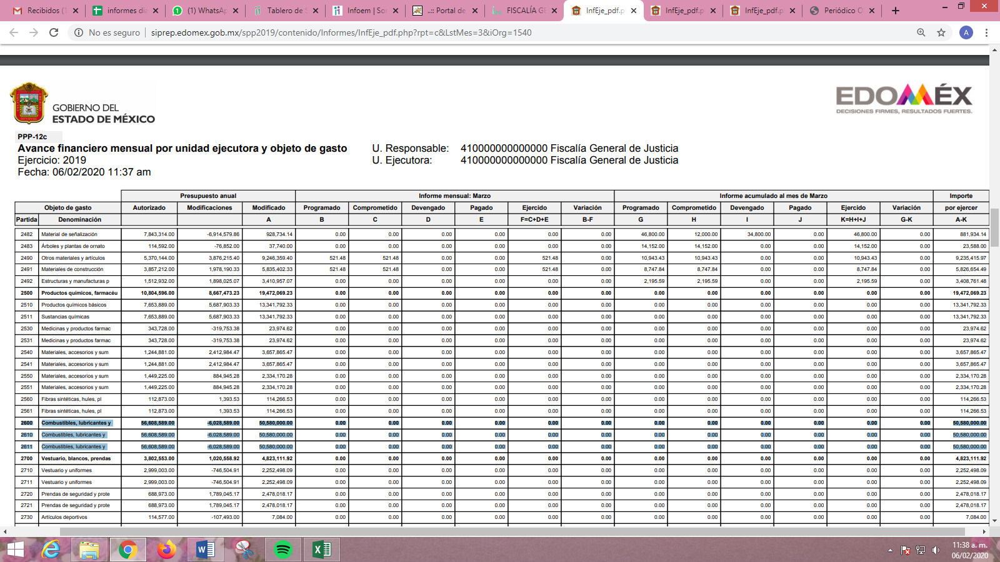 Recibidos (1
informes dia
(1) WhatsAp
Tablero de S
Infoem | So
..:: Portal de
FISCALÍA GE
InfEje_pdf.p
InfEje_pdf.p
InfEje_pdf.p
Periódico O
No es seguro | siprep.edomex.gob.mx/spp2019/contenido/Informes/InfEje_pdf.php?rpt=c&LstMes=3&iOrg=1540
A
GOBIERNO DEL
ESTADO DE MÉXICO
EDOMÉX
DECISIONES FIRMES, RESULTADOS FUERTES.
PPP-12c
Avance financiero mensual por unidad ejecutora y objeto de gasto
Ejercicio: 2019
Fecha: 06/02/2020 11:37 am
U. Responsable: 410000000000000 Fiscalía General de Justicia
U. Ejecutora: 410000000000000 Fiscalía General de Justicia
Presupuesto anual Informe mensual: Marzo Informe acumulado al mes de Marzo Importe
Objeto de gasto Autorizado Modificaciones Modificado Programado Comprometido Devengado Pagado Ejercido Variación Programado Comprometido Devengado Pagado Ejercido Variación por ejercer
Partida Denominación A B C D E F=C+D+E B-F G H I J K=H+I+J G-K A-K
2482 Material de señalización 7,843,314.00 -6,914,579.86 928,734.14 0.00 0.00 0.00 0.00 0.00 0.00 46,800.00 12,000.00 34,800.00 0.00 46,800.00 0.00 881,934.14
2483 Árboles y plantas de ornato 114,592.00 -76,852.00 37,740.00 0.00 0.00 0.00 0.00 0.00 0.00 14,152.00 14,152.00 0.00 0.00 14,152.00 0.00 23,588.00
2490 Otros materiales y artículos 5,370,144.00 3,876,215.40 9,246,359.40 521.48 521.48 0.00 0.00 521.48 0.00 10,943.43 10,943.43 0.00 0.00 10,943.43 0.00 9,235,415.97
2491 Materiales de construcción 3,857,212.00 1,978,190.33 5,835,402.33 521.48 521.48 0.00 0.00 521.48 0.00 8,747.84 8,747.84 0.00 0.00 8,747.84 0.00 5,826,654.49
2492 Estructuras y manufacturas p 1,512,932.00 1,898,025.07 3,410,957.07 0.00 0.00 0.00 0.00 0.00 0.00 2,195.59 2,195.59 0.00 0.00 2,195.59 0.00 3,408,761.48
2500 Productos químicos, farmacéu 10,804,596.00 8,667,473.23 19,472,069.23 0.00 0.00 0.00 0.00 0.00 0.00 0.00 0.00 0.00 0.00 0.00 0.00 19,472,069.23
2510 Productos químicos básicos 7,653,889.00 5,687,903.33 13,341,792.33 0.00 0.00 0.00 0.00 0.00 0.00 0.00 0.00 0.00 0.00 0.00 0.00 13,341,792.33
2511 Sustancias químicas 7,653,889.00 5,687,903.33 13,341,792.33 0.00 0.00 0.00 0.00 0.00 0.00 0.00 0.00 0.00 0.00 0.00 0.00 13,341,792.33
2530 Medicinas y productos farmac 343,728.00 -319,753.38 23,974.62 0.00 0.00 0.00 0.00 0.00 0.00 0.00 0.00 0.00 0.00 0.00 0.00 23,974.62
2531 Medicinas y productos farmac 343,728.00 -319,753.38 23,974.62 0.00 0.00 0.00 0.00 0.00 0.00 0.00 0.00 0.00 0.00 0.00 0.00 23,974.62
2540 Materiales, accesorios y sum 1,244,881.00 2,412,984.47 3,657,865.47 0.00 0.00 0.00 0.00 0.00 0.00 0.00 0.00 0.00 0.00 0.00 0.00 3,657,865.47
2541 Materiales, accesorios y sum 1,244,881.00 2,412,984.47 3,657,865.47 0.00 0.00 0.00 0.00 0.00 0.00 0.00 0.00 0.00 0.00 0.00 0.00 3,657,865.47
2550 Materiales, accesorios y sum 1,449,225.00 884,945.28 2,334,170.28 0.00 0.00 0.00 0.00 0.00 0.00 0.00 0.00 0.00 0.00 0.00 0.00 2,334,170.28
2551 Materiales, accesorios y sum 1,449,225.00 884,945.28 2,334,170.28 0.00 0.00 0.00 0.00 0.00 0.00 0.00 0.00 0.00 0.00 0.00 0.00 2,334,170.28
2560 Fibras sintéticas, hules, pl 112,873.00 1,393.53 114,266.53 0.00 0.00 0.00 0.00 0.00 0.00 0.00 0.00 0.00 0.00 0.00 0.00 114,266.53
2561 Fibras sintéticas, hules, pl 112,873.00 1,393.53 114,266.53 0.00 0.00 0.00 0.00 0.00 0.00 0.00 0.00 0.00 0.00 0.00 0.00 114,266.53
2600 Combustibles, lubricantes y 56,608,589.00 -6,028,589.00 50,580,000.00 0.00 0.00 0.00 0.00 0.00 0.00 0.00 0.00 0.00 0.00 0.00 0.00 50,580,000.00
2610 Combustibles, lubricantes y 56,608,589.00 -6,028,589.00 50,580,000.00 0.00 0.00 0.00 0.00 0.00 0.00 0.00 0.00 0.00 0.00 0.00 0.00 50,580,000.00
2611 Combustibles, lubricantes y 56,608,589.00 -6,028,589.00 50,580,000.00 0.00 0.00 0.00 0.00 0.00 0.00 0.00 0.00 0.00 0.00 0.00 0.00 50,580,000.00
2700 Vestuario, blancos, prendas 3,802,553.00 1,020,558.92 4,823,111.92 0.00 0.00 0.00 0.00 0.00 0.00 0.00 0.00 0.00 0.00 0.00 0.00 4,823,111.92
2710 Vestuario y uniformes 2,999,003.00 -746,504.91 2,252,498.09 0.00 0.00 0.00 0.00 0.00 0.00 0.00 0.00 0.00 0.00 0.00 0.00 2,252,498.09
2711 Vestuario y uniformes 2,999,003.00 -746,504.91 2,252,498.09 0.00 0.00 0.00 0.00 0.00 0.00 0.00 0.00 0.00 0.00 0.00 0.00 2,252,498.09
2720 Prendas de seguridad y prote 688,973.00 1,789,045.17 2,478,018.17 0.00 0.00 0.00 0.00 0.00 0.00 0.00 0.00 0.00 0.00 0.00 0.00 2,478,018.17
2721 Prendas de seguridad y prote 688,973.00 1,789,045.17 2,478,018.17 0.00 0.00 0.00 0.00 0.00 0.00 0.00 0.00 0.00 0.00 0.00 0.00 2,478,018.17
2730 Artículos deportivos 114,577.00 -107,493.00 7,084.00 0.00 0.00 0.00 0.00 0.00 0.00 0.00 0.00 0.00 0.00 0.00 0.00 7,084.00
11:38 a. m.
06/02/2020